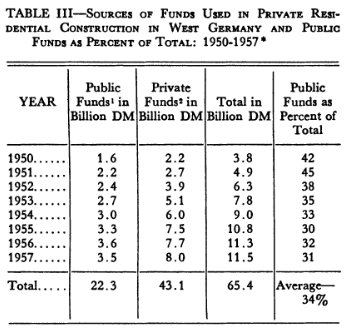 TABLE III—SOURCES OF FUNDS USED IN PRIVATE RESI-
DENTIAL CONSTRUCTION IN WEST GERMANY AND PUBLIC
FUNDS AS PERCENT OF TOTAL: 1950-1957*
YEAR | Public Funds¹ in Billion DM | Private Funds² in Billion DM | Total in Billion DM | Public Funds as Percent of Total
1950...... 1.6 2.2 3.8 42
1951...... 2.2 2.7 4.9 45
1952...... 2.4 3.9 6.3 38
1953...... 2.7 5.1 7.8 35
1954...... 3.0 6.0 9.0 33
1955...... 3.3 7.5 10.8 30
1956...... 3.6 7.7 11.3 32
1957...... 3.5 8.0 11.5 31
Total..... 22.3 43.1 65.4 Average—
34%